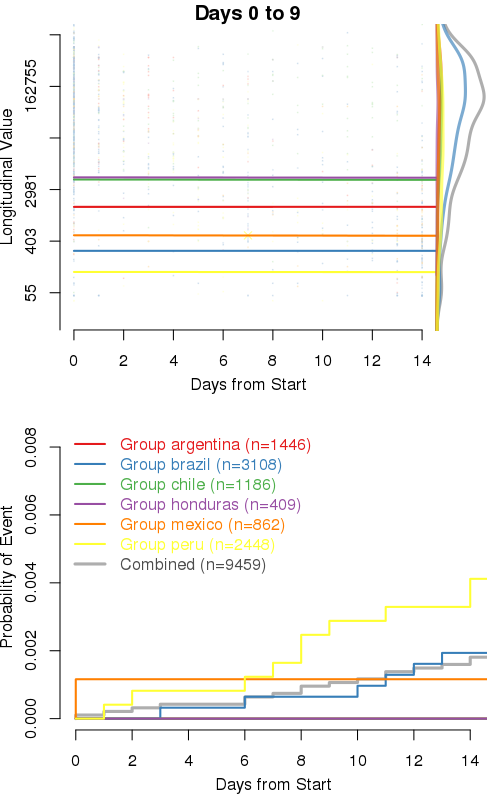 Days 0 to 9
Longitudinal Value
162755
2981
403
55
0 2 4 6 8 10 12 14
Days from Start
Probability of Event
0.008
0.006
0.004
0.002
0.000
Group argentina (n=1446)
Group brazil (n=3108)
Group chile (n=1186)
Group honduras (n=409)
Group mexico (n=862)
Group peru (n=2448)
Combined (n=9459)
0 2 4 6 8 10 12 14
Days from Start